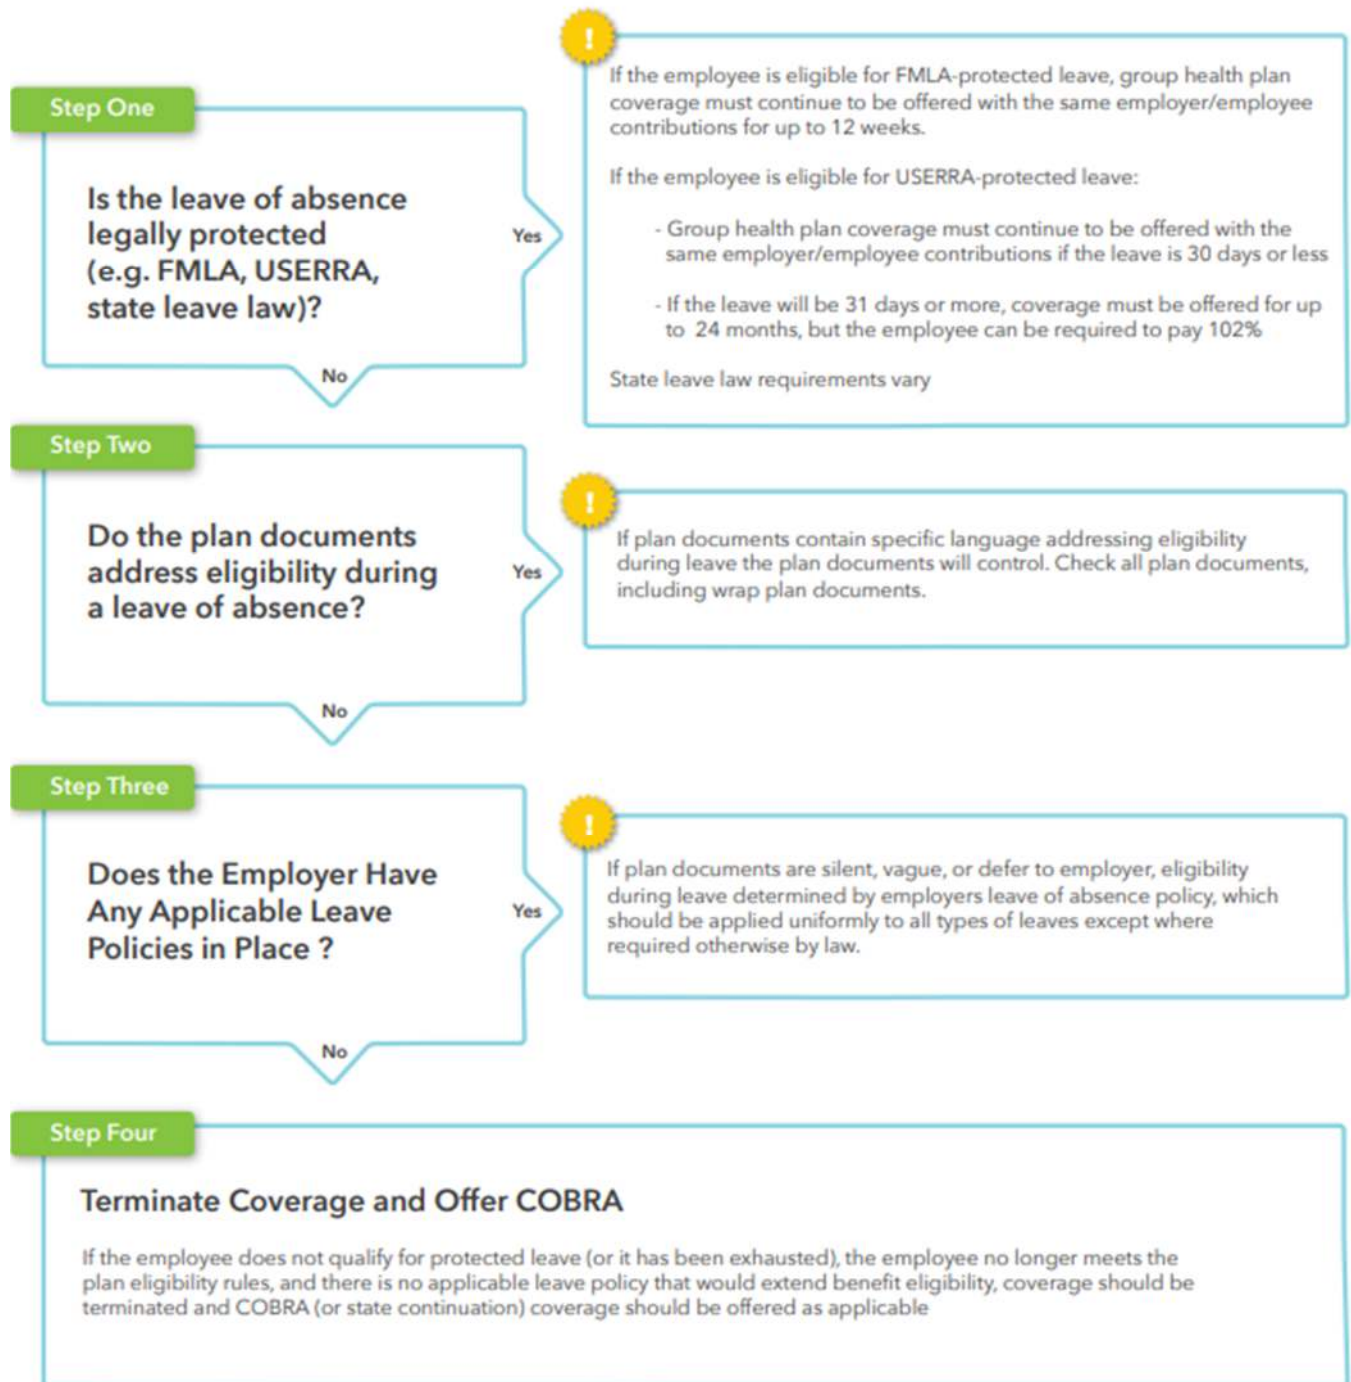 !
If the employee is eligible for FMLA-protected leave, group health plan
coverage must continue to be offered with the same employer/employee
contributions for up to 12 weeks.
If the employee is eligible for USERRA-protected leave:
- Group health plan coverage must continue to be offered with the
same employer/employee contributions if the leave is 30 days or less
- If the leave will be 31 days or more, coverage must be offered for up
to 24 months, but the employee can be required to pay 102%
State leave law requirements vary
Step One
Is the leave of absence
legally protected
(e.g. FMLA, USERRA,
state leave law)?
Yes
No
Step Two
Do the plan documents
address eligibility during
a leave of absence?
Yes
No
!
If plan documents contain specific language addressing eligibility
during leave the plan documents will control. Check all plan documents,
including wrap plan documents.
Step Three
Does the Employer Have
Any Applicable Leave
Policies in Place ?
Yes
No
!
If plan documents are silent, vague, or defer to employer, eligibility
during leave determined by employers leave of absence policy, which
should be applied uniformly to all types of leaves except where
required otherwise by law.
Step Four
Terminate Coverage and Offer COBRA
If the employee does not qualify for protected leave (or it has been exhausted), the employee no longer meets the
plan eligibility rules, and there is no applicable leave policy that would extend benefit eligibility, coverage should be
terminated and COBRA (or state continuation) coverage should be offered as applicable